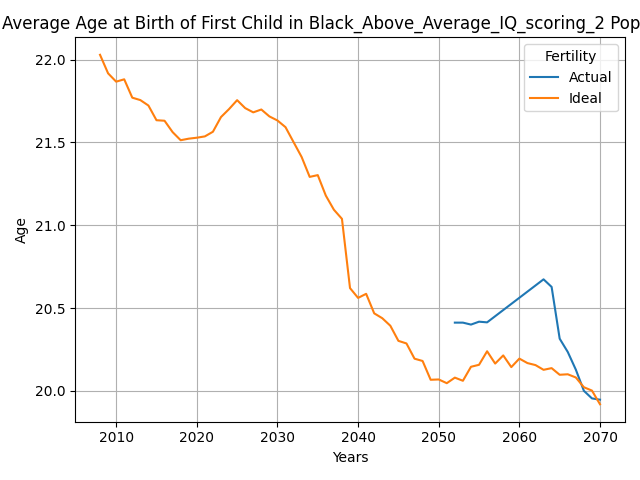 Average Age at Birth of First Child in Black_Above_Average_IQ_scoring_2 Pop
Fertility
Actual
Ideal
22.0
21.5
21.0
20.5
20.0
Age
2010 2020 2030 2040 2050 2060 2070
Years